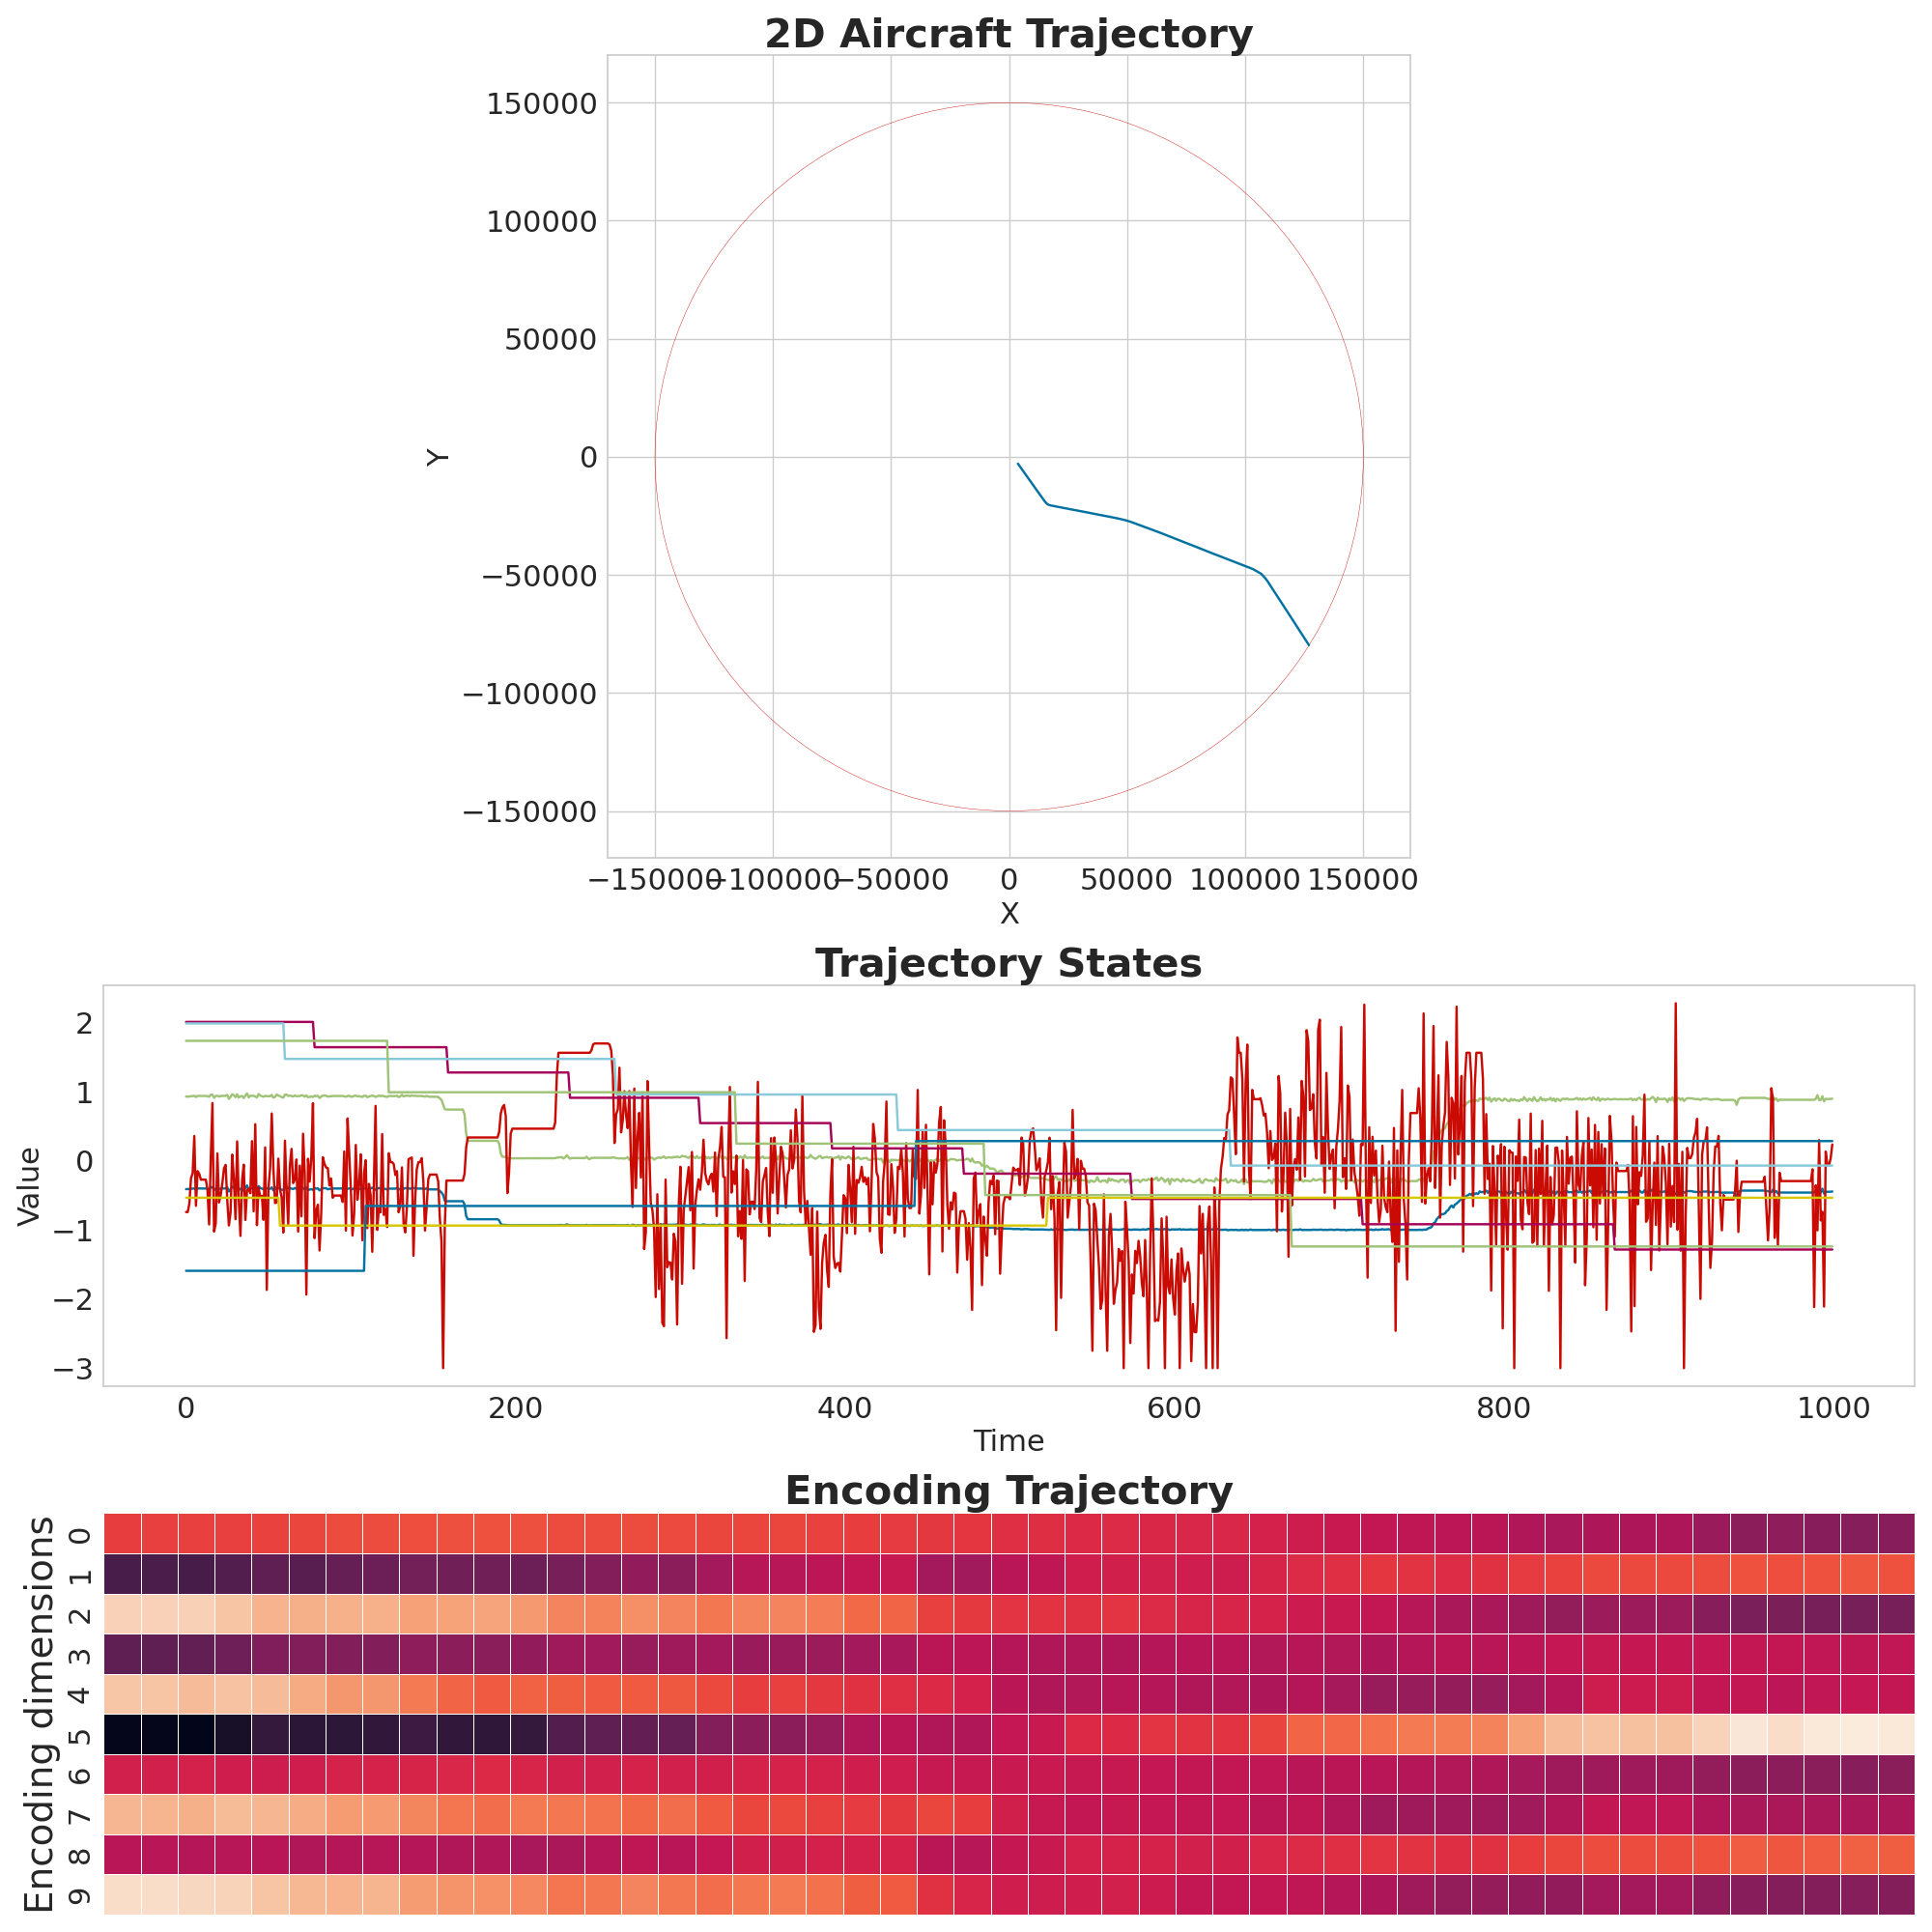 2D Aircraft Trajectory
150000
100000
50000
0
−50000
−100000
−150000
Y
−150000 −100000 −50000 0 50000 100000 150000
X
Trajectory States
2
1
0
−1
−2
−3
Value
0 200 400 600 800 1000
Time
Encoding Trajectory
0
1
2
3
4
5
6
7
8
9
Encoding dimensions